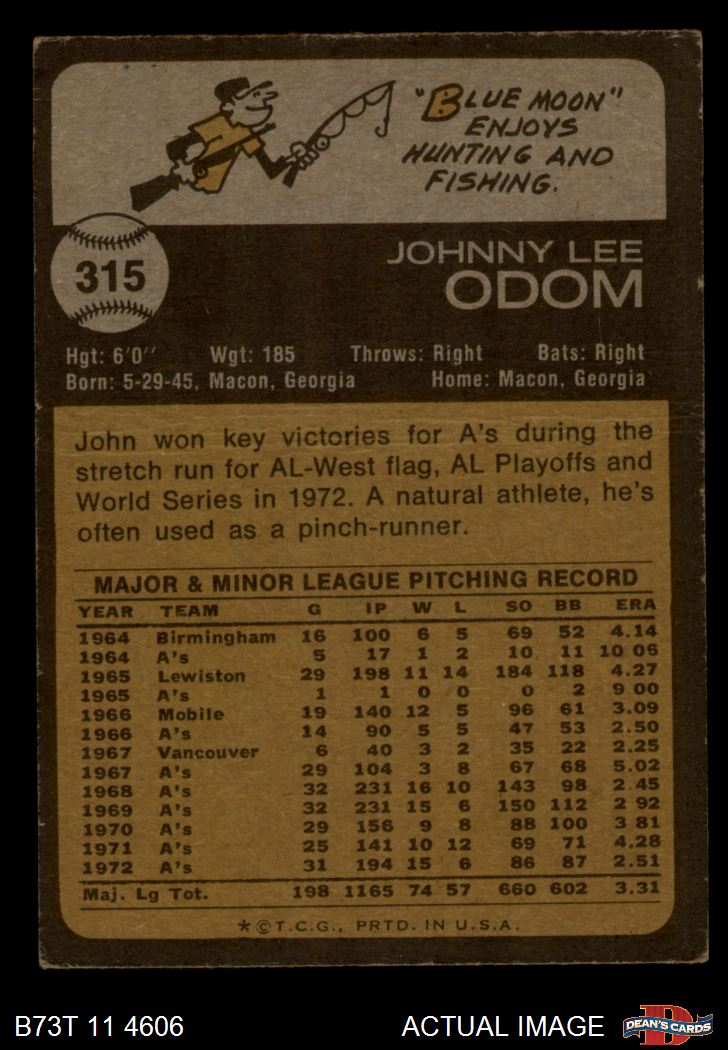 "BLUE MOON"
ENJOYS
HUNTING AND
FISHING.
315
JOHNNY LEE
ODOM
Hgt: 6'0" Wgt: 185 Throws: Right Bats: Right
Born: 5-29-45, Macon, Georgia Home: Macon, Georgia
John won key victories for A's during the
stretch run for AL-West flag, AL Playoffs and
World Series in 1972. A natural athlete, he's
often used as a pinch-runner.
MAJOR & MINOR LEAGUE PITCHING RECORD
YEAR TEAM G IP W L SO BB ERA
1964 Birmingham 16 100 6 5 69 52 4.14
1964 A's 5 17 1 2 10 11 10 06
1965 Lewiston 29 198 11 14 184 118 4.27
1965 A's 1 1 0 0 0 2 9 00
1966 Mobile 19 140 12 5 96 61 3.09
1966 A's 14 90 5 5 47 53 2.50
1967 Vancouver 6 40 3 2 35 22 2.25
1967 A's 29 104 3 8 67 68 5.02
1968 A's 32 231 16 10 143 98 2 45
1969 A's 32 231 15 6 150 112 2 92
1970 A's 29 156 9 8 88 100 3 81
1971 A's 25 141 10 12 69 71 4.28
1972 A's 31 194 15 6 86 87 2.51
Maj. Lg Tot. 198 1165 74 57 660 602 3.31
*©T.C.G., PRTD. IN U.S.A.
B73T 11 4606 ACTUAL IMAGE D DEAN'S CARDS